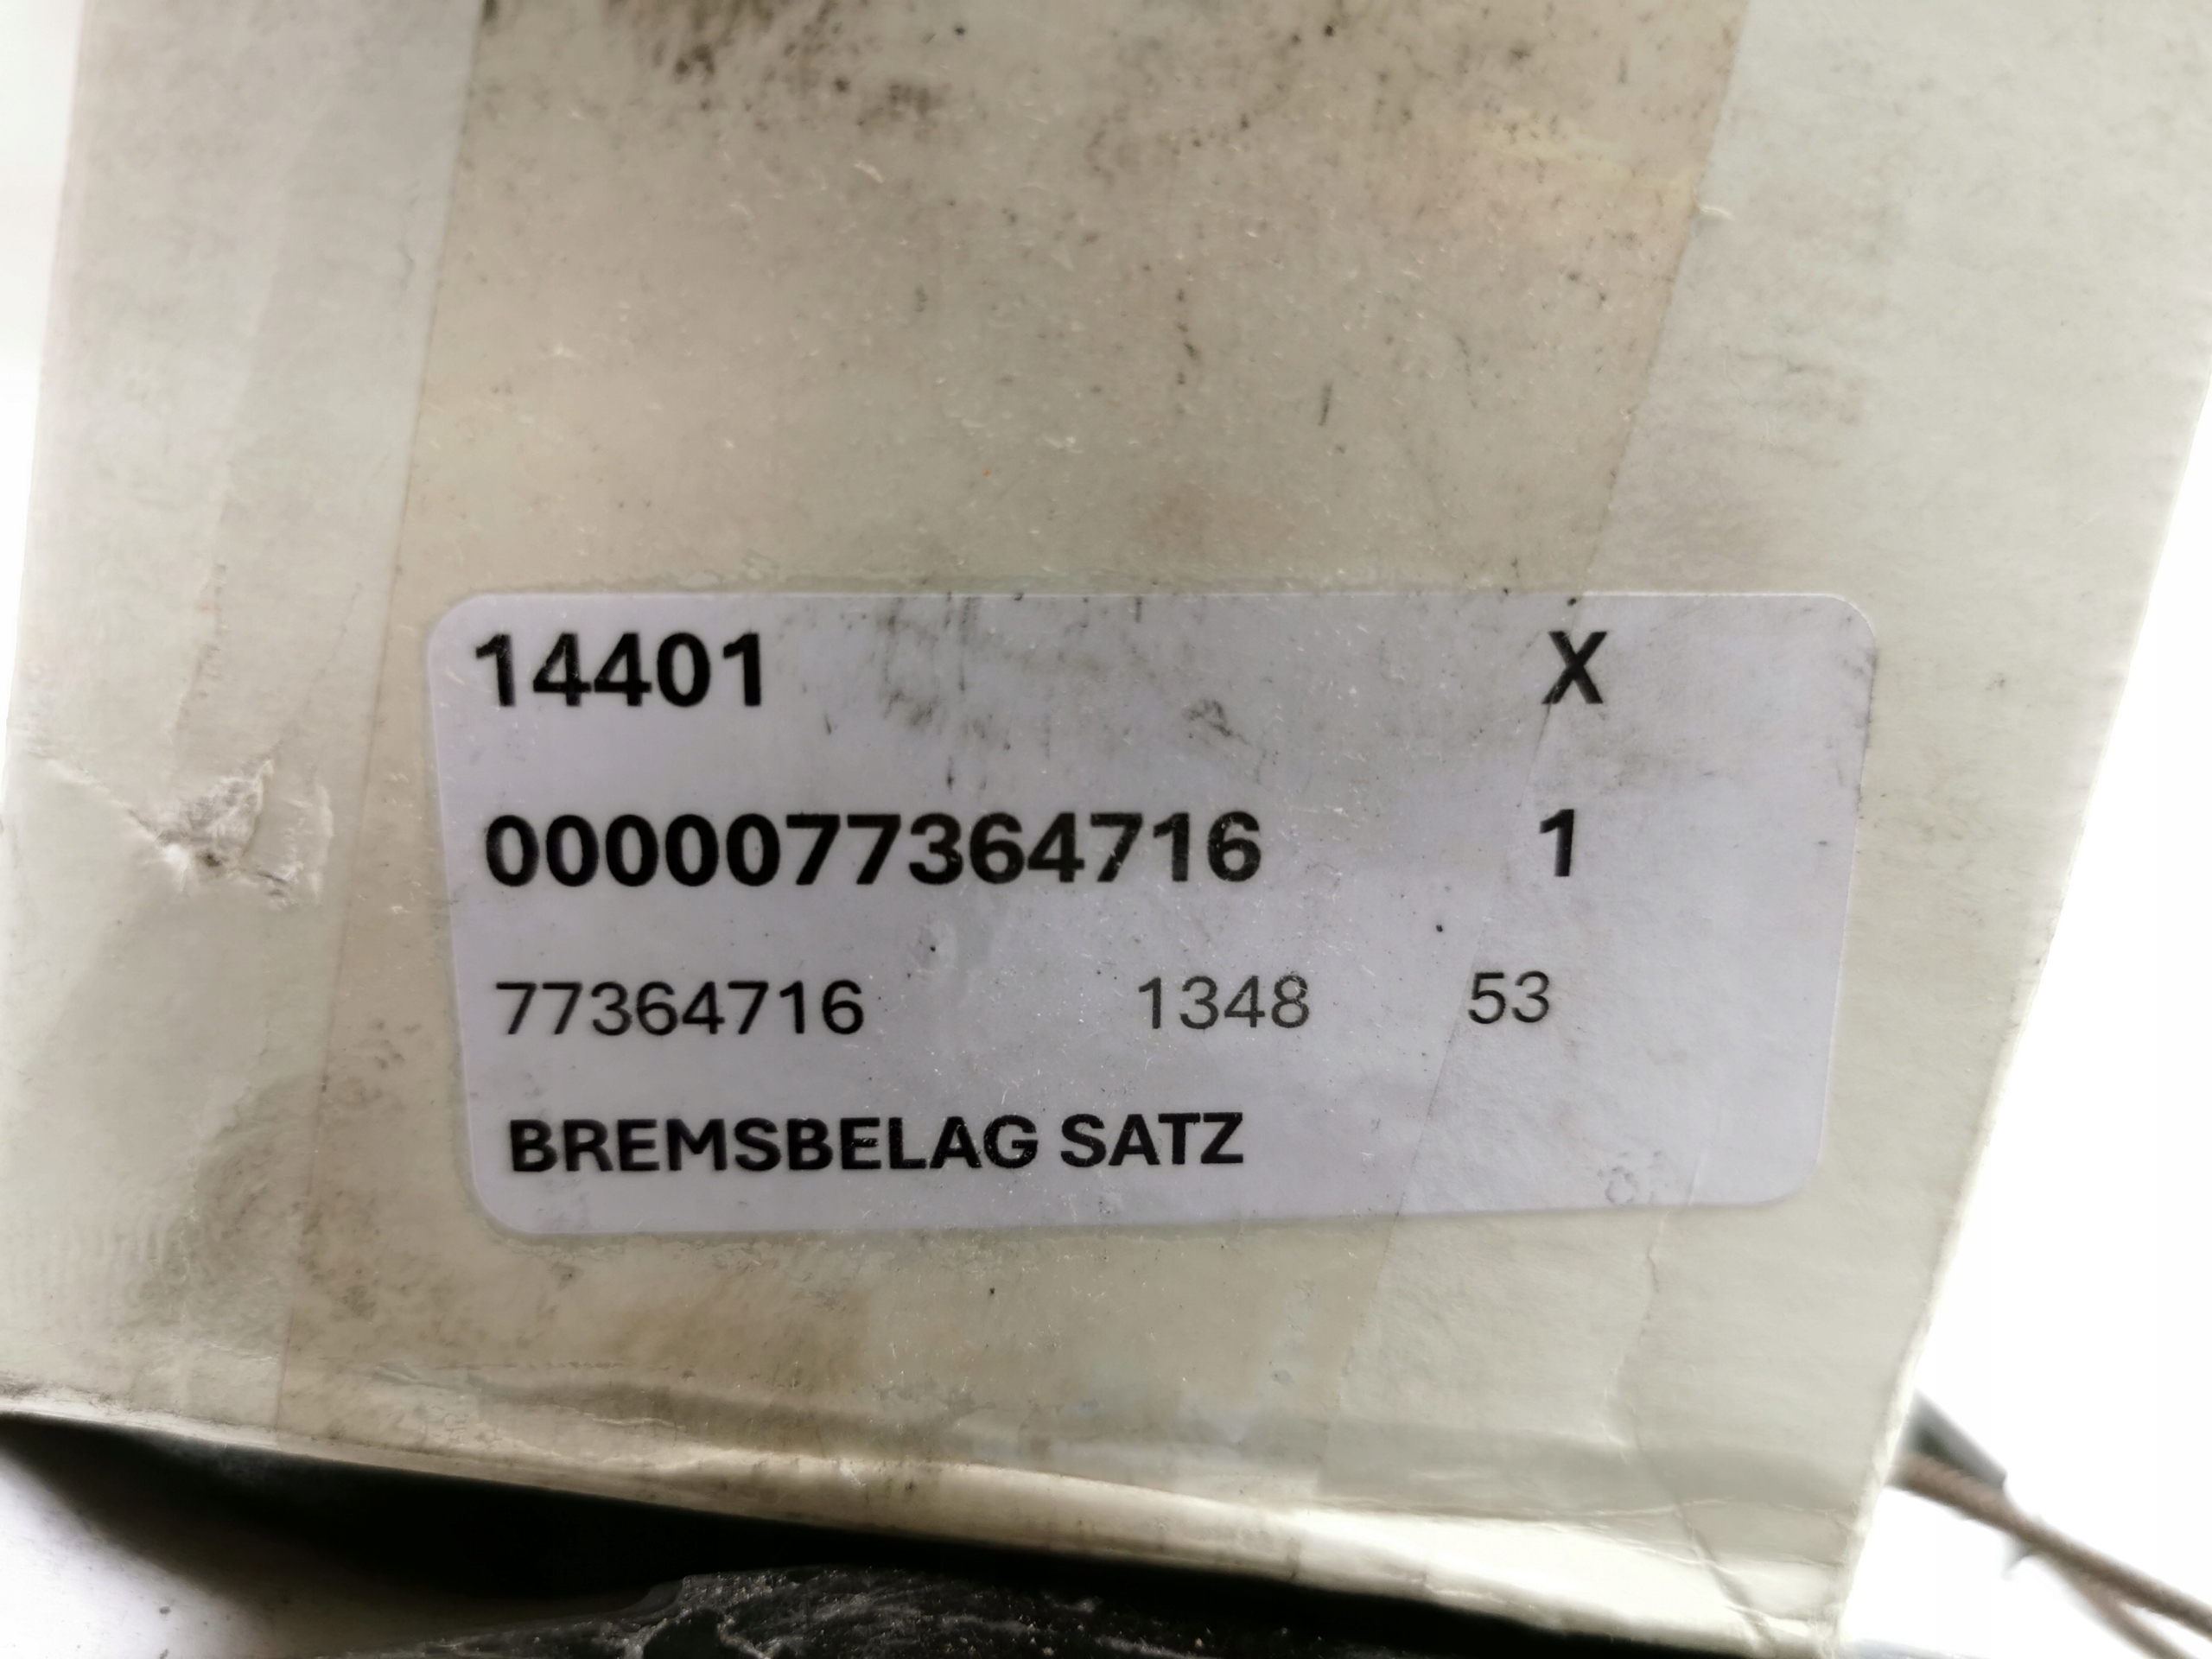 14401 X
0000077364716 1
77364716 1348 53
BREMSBELAG SATZ